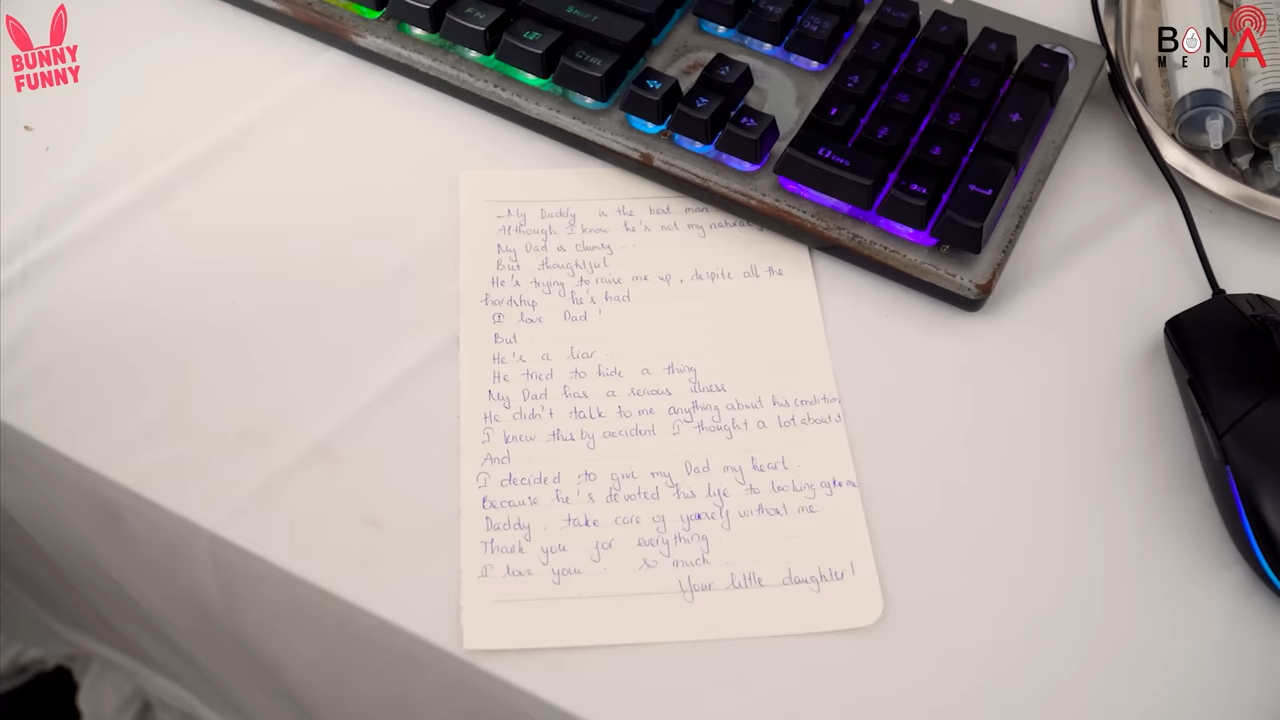 BUNNY
FUNNY
BONA
MEDIA
FN
SHIFT
CTRL
INS
DEL
-My Daddy is the best man
Although I know he's not my natural
My Dad is clumsy ...
But thoughtful
He's trying to raise me up, despite all the
hardship he's had
I love Dad!
But
He's a liar ...
He tried to hide a thing
My Dad has a serious illness
He didn't talk to me anything about his condition
I knew this by accident I thought a lot about
And
I decided to give my Dad my heart.
Because he's devoted his life to looking after me
Daddy, take care of yourself without me
Thank you for everything
I love you. So much.
Your little daughter!